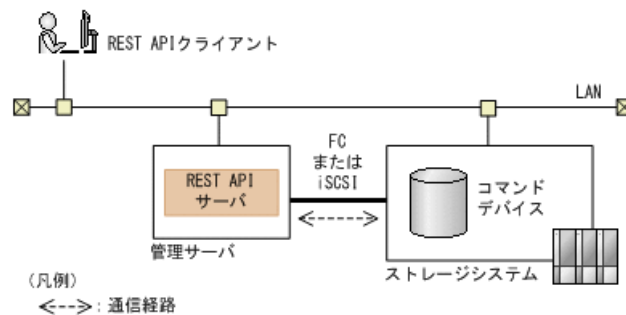 REST APIクライアント
LAN
FC
または
iSCSI
REST API
サーバ
コマンド
デバイス
管理サーバ
ストレージシステム
(凡例)
<--->:通信経路